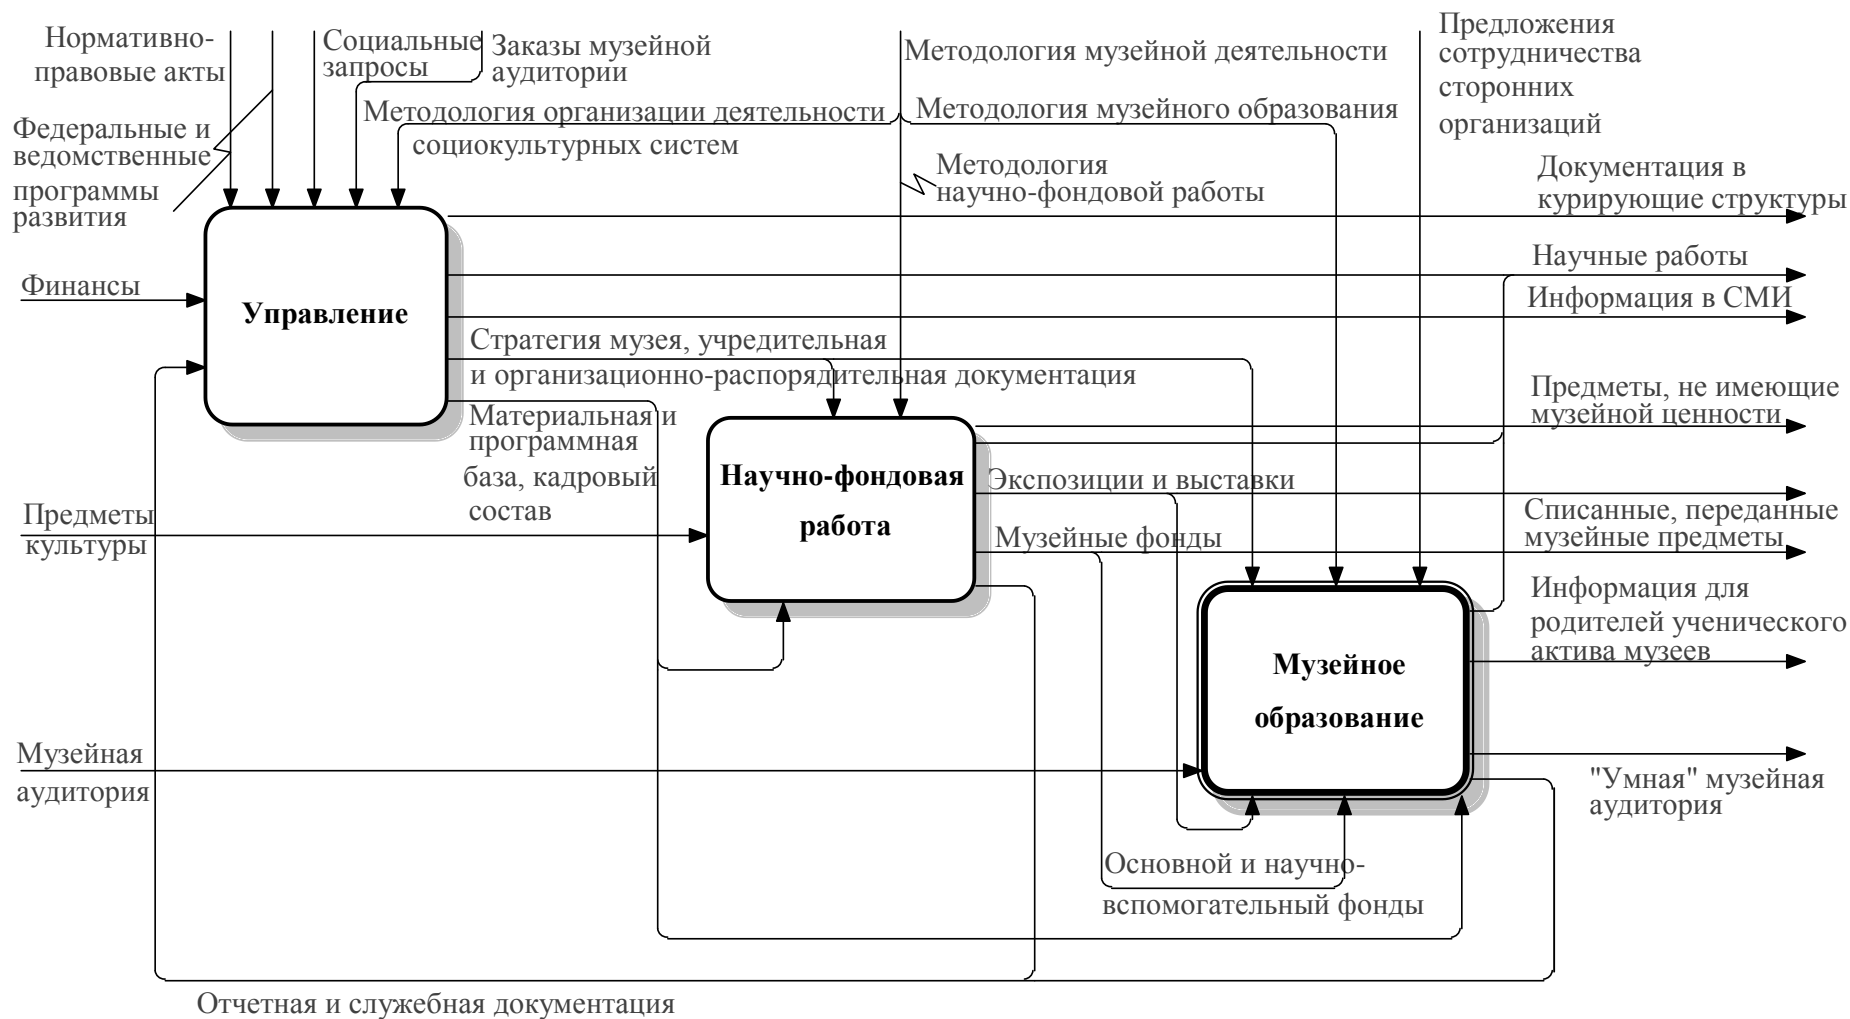 Нормативно-
правовые акты
Социальные
запросы
Заказы музейной
аудитории
Методология музейной деятельности
Предложения
сотрудничества
сторонних
организаций
Федеральные и
ведомственные
программы
развития
Методология организации деятельности
социокультурных систем
Методология музейного образования
Методология
научно-фондовой работы
Документация в
курирующие структуры
Научные работы
Информация в СМИ
Финансы
Управление
Стратегия музея, учредительная
и организационно-распорядительная документация
Материальная и
программная
база, кадровый
состав
Предметы, не имеющие
музейной ценности
Научно-фондовая
работа
Экспозиции и выставки
Музейные фонды
Списанные, переданные
музейные предметы
Предметы
культуры
Информация для
родителей ученического
актива музеев
Музейное
образование
Музейная
аудитория
"Умная" музейная
аудитория
Основной и научно-
вспомогательный фонды
Отчетная и служебная документация